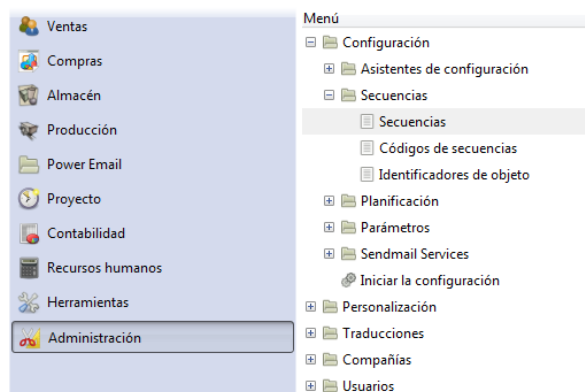 Ventas
Compras
Almacén
Producción
Power Email
Proyecto
Contabilidad
Recursos humanos
Herramientas
Administración
Menú
Configuración
Asistentes de configuración
Secuencias
Secuencias
Códigos de secuencias
Identificadores de objeto
Planificación
Parámetros
Sendmail Services
Iniciar la configuración
Personalización
Traducciones
Compañías
Usuarios